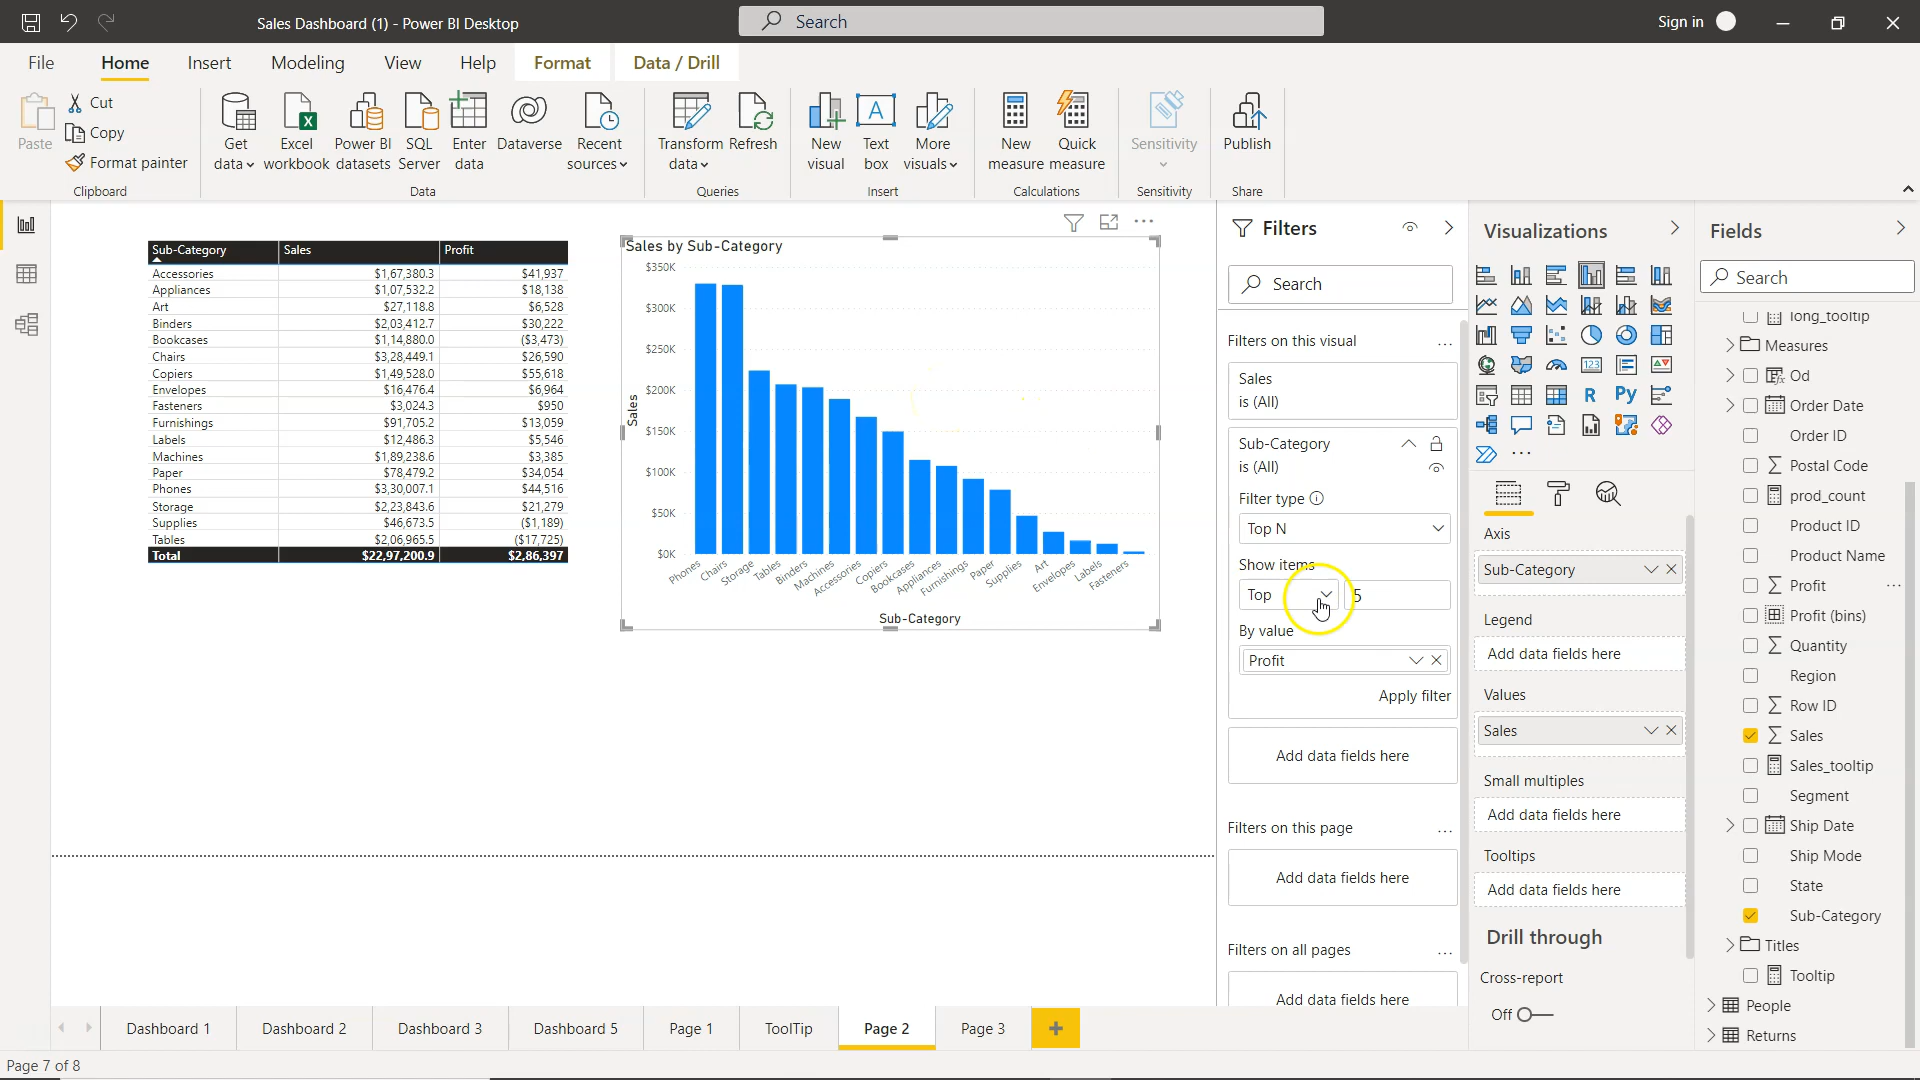 Sales Dashboard (1) - Power BI Desktop
Search
Sign in
File Home Insert Modeling View Help Format Data / Drill
Paste
Cut
Copy
Format painter
Clipboard
Get data
Excel workbook
Power BI datasets
SQL Server
Enter data
Dataverse
Recent sources
Data
Transform data
Refresh
Queries
New visual
Text box
More visuals
Insert
New measure
Quick measure
Calculations
Sensitivity
Sensitivity
Publish
Share
Sub-Category Sales Profit
Accessories $1,67,380.3 $41,937
Appliances $1,07,532.2 $18,138
Art $27,118.8 $6,528
Binders $2,03,412.7 $30,222
Bookcases $1,14,880.0 ($3,473)
Chairs $3,28,449.1 $26,590
Copiers $1,49,528.0 $55,618
Envelopes $16,476.4 $6,964
Fasteners $3,024.3 $950
Furnishings $91,705.2 $13,059
Labels $12,486.3 $5,546
Machines $1,89,238.6 $3,385
Paper $78,479.2 $34,054
Phones $3,30,007.1 $44,516
Storage $2,23,843.6 $21,279
Supplies $46,673.5 ($1,189)
Tables $2,06,965.5 ($17,725)
Total $22,97,200.9 $2,86,397
Sales by Sub-Category
$350K
$300K
$250K
$200K
$150K
$100K
$50K
$0K
Sales
Phones
Chairs
Storage
Tables
Binders
Machines
Accessories
Copiers
Bookcases
Appliances
Furnishings
Paper
Supplies
Art
Envelopes
Labels
Fasteners
Sub-Category
Filters
Search
Filters on this visual
Sales
is (All)
Sub-Category
is (All)
Filter type
Top N
Show items
Top 5
By value
Profit
Apply filter
Add data fields here
Filters on this page
Add data fields here
Filters on all pages
Add data fields here
Visualizations
123
R
Py
Axis
Sub-Category
Legend
Add data fields here
Values
Sales
Small multiples
Add data fields here
Tooltips
Add data fields here
Drill through
Cross-report
Off
Fields
Search
long_tooltip
Measures
Od
Order Date
Order ID
Postal Code
prod_count
Product ID
Product Name
Profit
Profit (bins)
Quantity
Region
Row ID
Sales
Sales_tooltip
Segment
Ship Date
Ship Mode
State
Sub-Category
Titles
Tooltip
People
Returns
Dashboard 1 Dashboard 2 Dashboard 3 Dashboard 5 Page 1 ToolTip Page 2 Page 3
Page 7 of 8